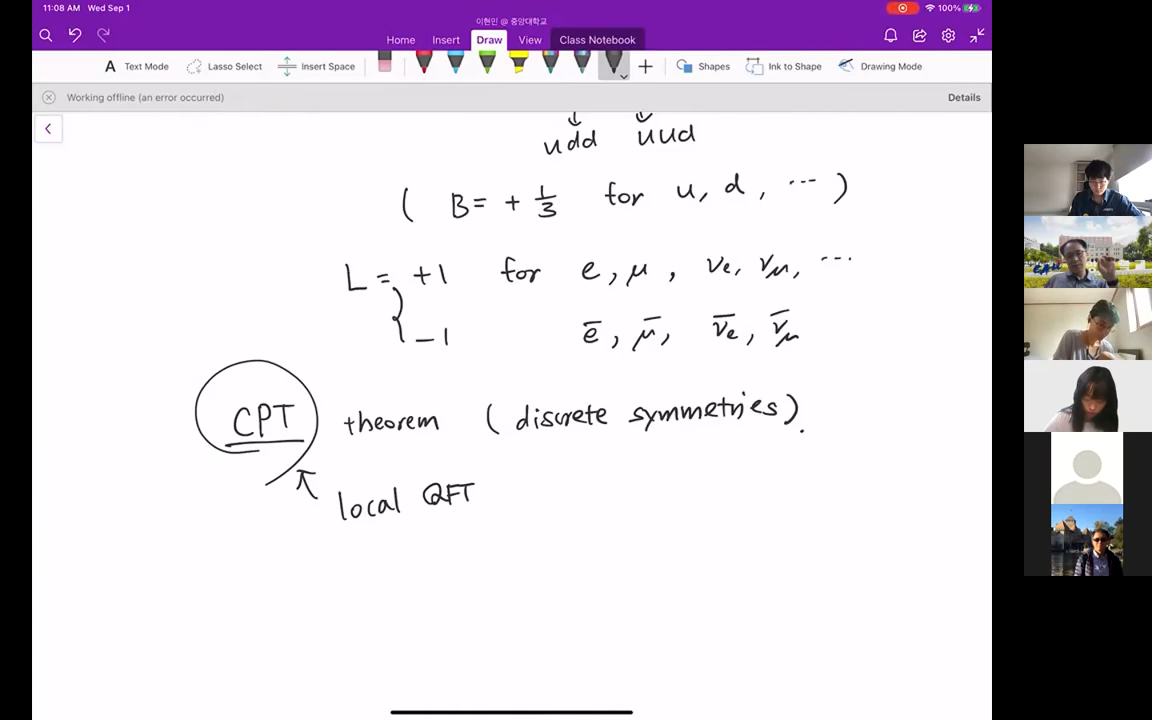 11:08 AM Wed Sep 1
100%
이현민 @ 중앙대학교
Home Insert Draw View Class Notebook
Text Mode Lasso Select Insert Space Shapes Ink to Shape Drawing Mode
Working offline (an error occurred) Details
udd uud
( B = + 1/3 for u, d, ... )
L = +1 for e, μ, νe, νμ, ...
-1 e̅, μ̅, ν̅e, ν̅μ
CPT theorem (discrete symmetries).
local QFT